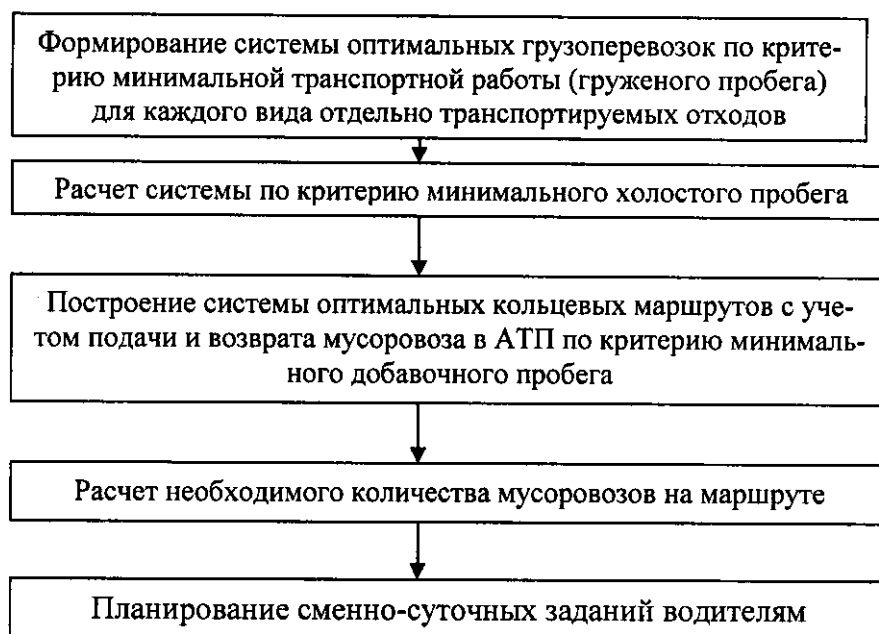 Формирование системы оптимальных грузоперевозок по крите-
рию минимальной транспортной работы (груженого пробега)
для каждого вида отдельно транспортируемых отходов
Расчет системы по критерию минимального холостого пробега
Построение системы оптимальных кольцевых маршрутов с уче-
том подачи и возврата мусоровоза в АТП по критерию минималь-
ного добавочного пробега
Расчет необходимого количества мусоровозов на маршруте
Планирование сменно-суточных заданий водителям